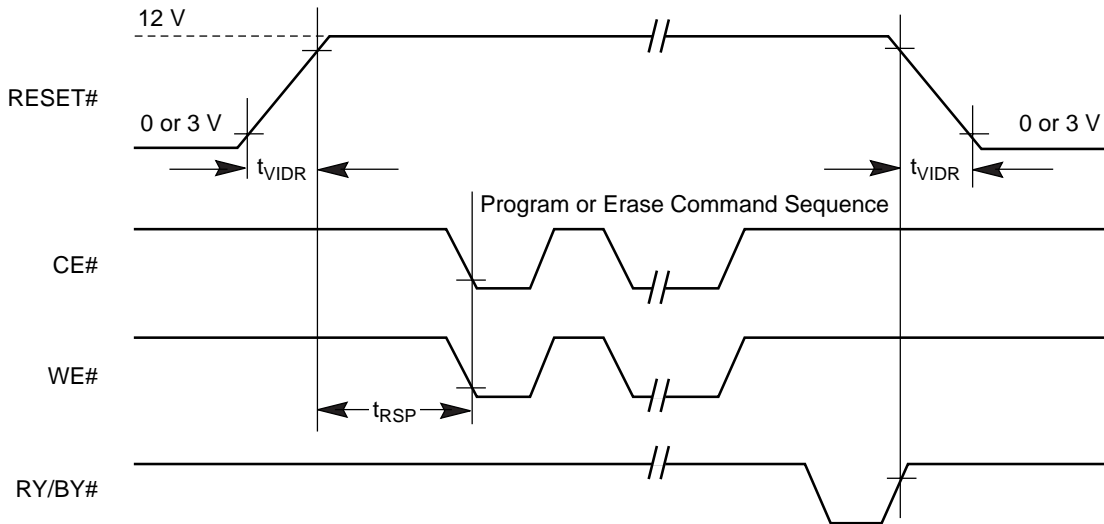 12 V
RESET#
0 or 3 V
0 or 3 V
tVIDR
tVIDR
Program or Erase Command Sequence
CE#
WE#
tRSP
RY/BY#